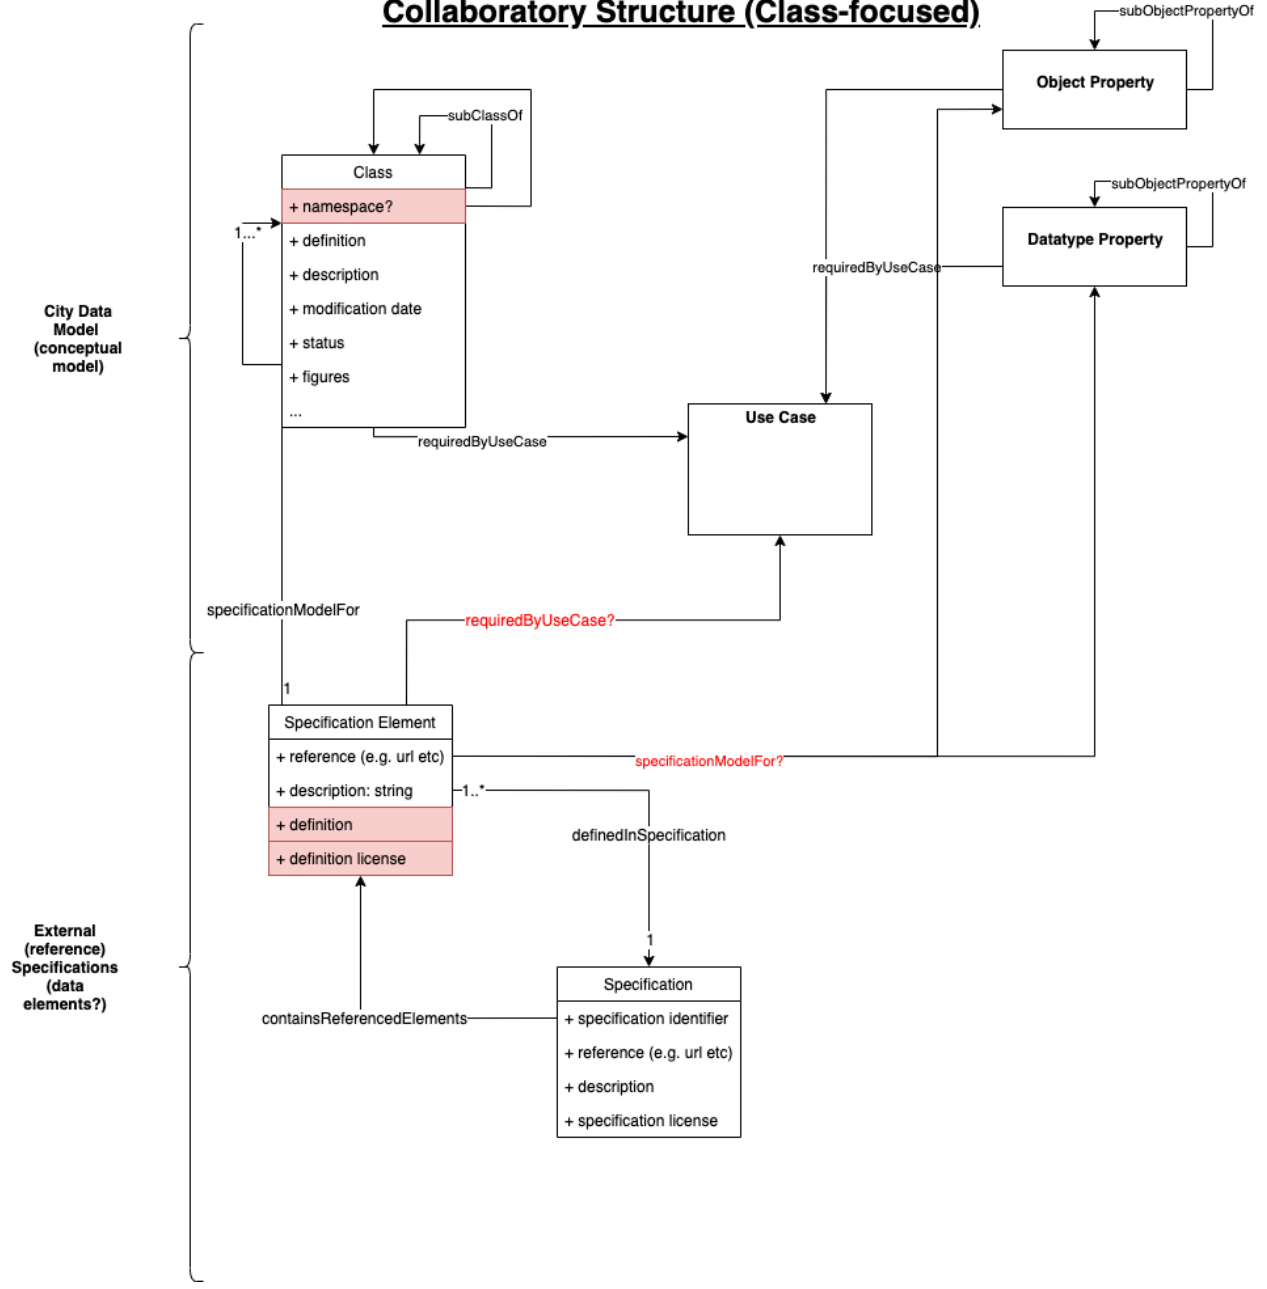 Collaboratory Structure (Class-focused)
subObjectPropertyOf
Object Property
subClassOf
Class
+ namespace?
1...*
+ definition
+ description
+ modification date
+ status
+ figures
...
subObjectPropertyOf
Datatype Property
requiredByUseCase
City Data
Model
(conceptual
model)
Use Case
requiredByUseCase
specificationModelFor
requiredByUseCase?
1
Specification Element
+ reference (e.g. url etc)
+ description: string
+ definition
+ definition license
specificationModelFor?
1..*
definedInSpecification
1
External
(reference)
Specifications
(data
elements?)
Specification
+ specification identifier
+ reference (e.g. url etc)
+ description
+ specification license
containsReferencedElements